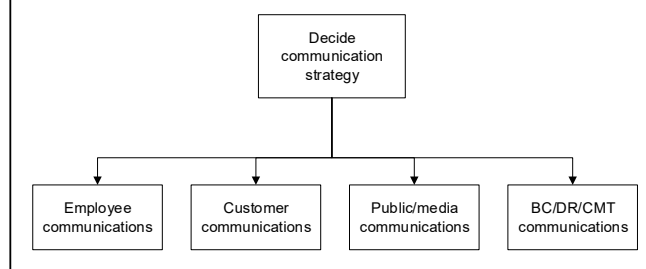 Decide
communication
strategy
Employee
communications
Customer
communications
Public/media
communications
BC/DR/CMT
communications